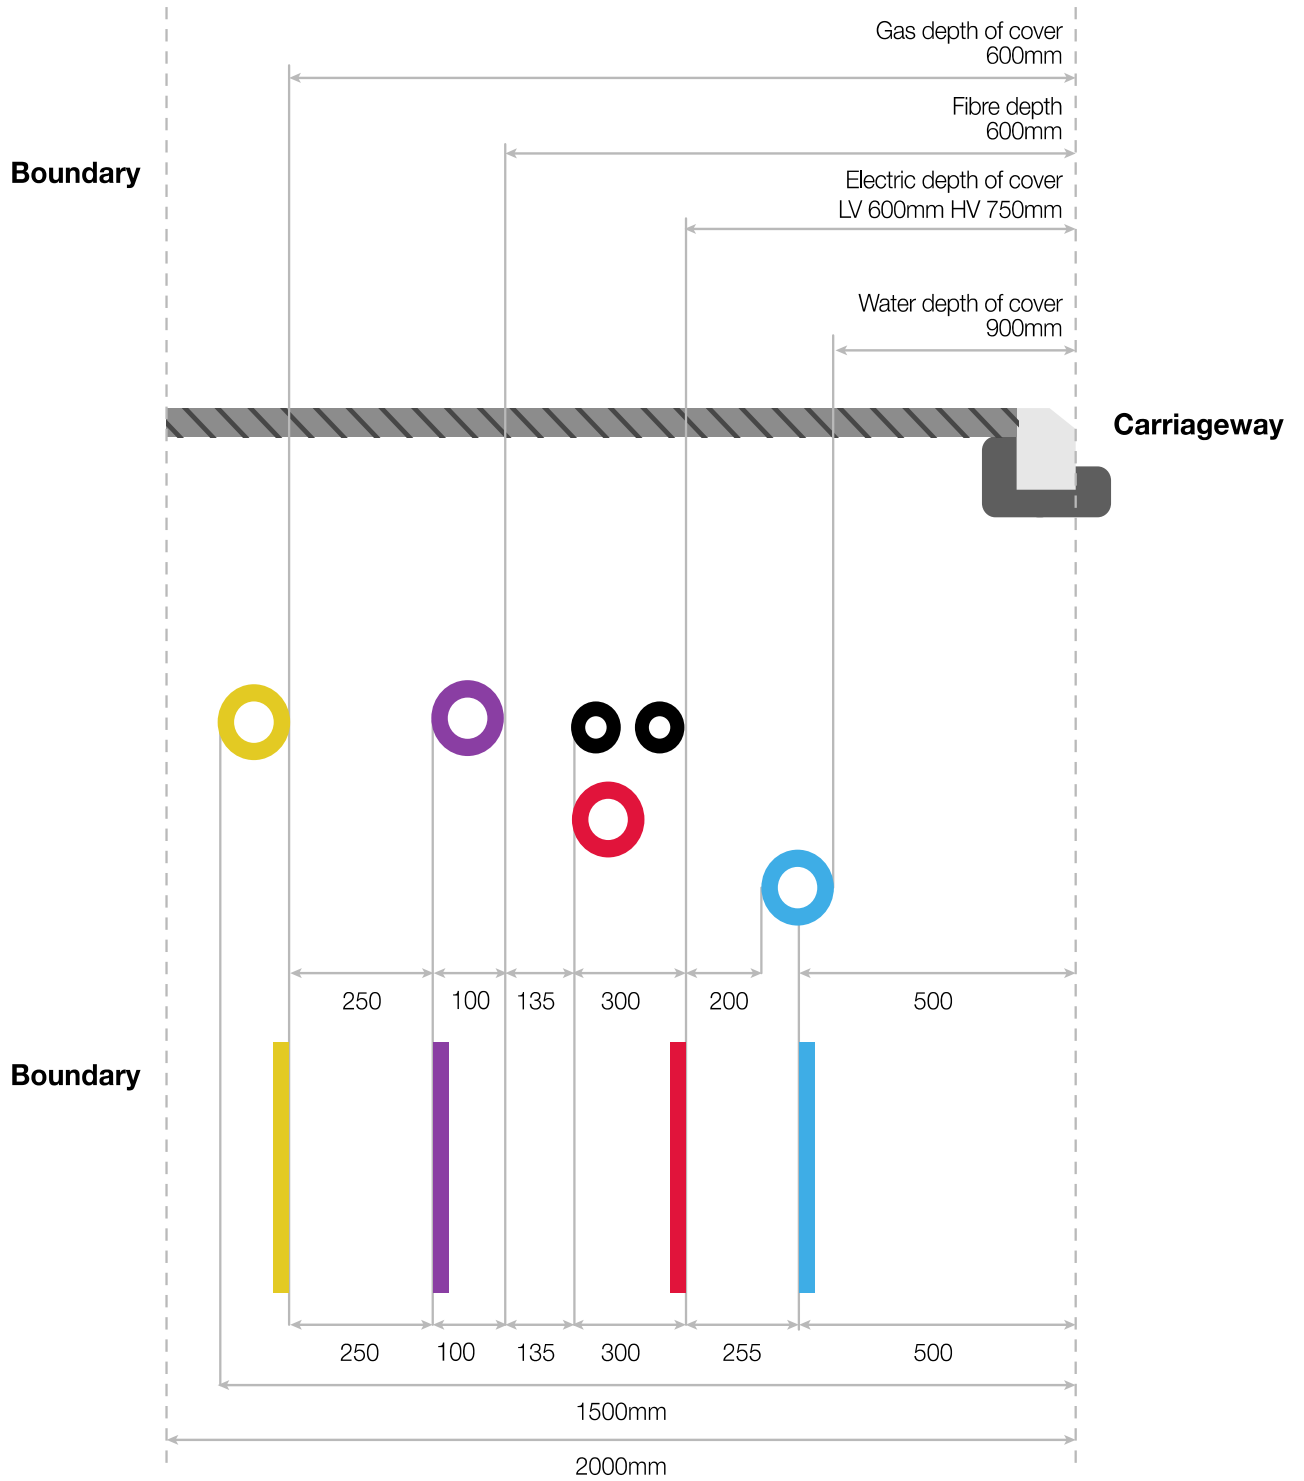 Gas depth of cover
600mm
Fibre depth
600mm
Boundary
Electric depth of cover
LV 600mm HV 750mm
Water depth of cover
900mm
Carriageway
250 100 135 300 200 500
Boundary
250 100 135 300 255 500
1500mm
2000mm